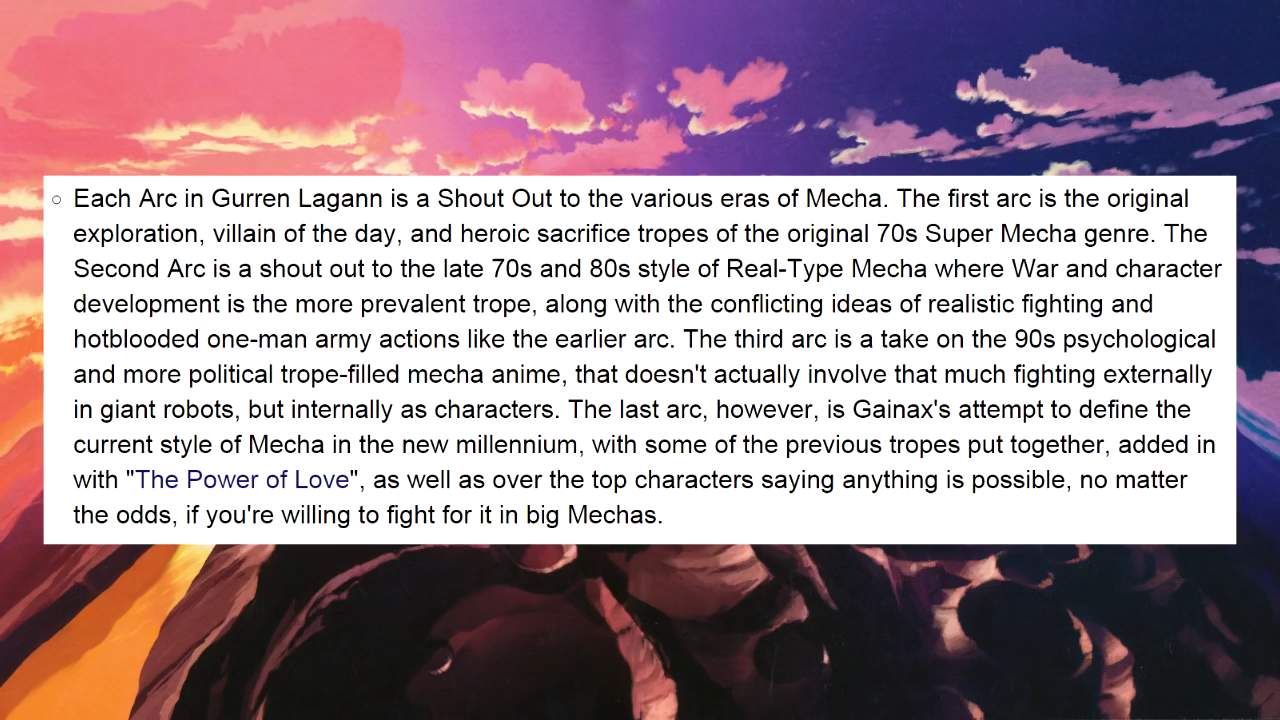 Each Arc in Gurren Lagann is a Shout Out to the various eras of Mecha. The first arc is the original
exploration, villain of the day, and heroic sacrifice tropes of the original 70s Super Mecha genre. The
Second Arc is a shout out to the late 70s and 80s style of Real-Type Mecha where War and character
development is the more prevalent trope, along with the conflicting ideas of realistic fighting and
hotblooded one-man army actions like the earlier arc. The third arc is a take on the 90s psychological
and more political trope-filled mecha anime, that doesn't actually involve that much fighting externally
in giant robots, but internally as characters. The last arc, however, is Gainax's attempt to define the
current style of Mecha in the new millennium, with some of the previous tropes put together, added in
with "The Power of Love", as well as over the top characters saying anything is possible, no matter
the odds, if you're willing to fight for it in big Mechas.